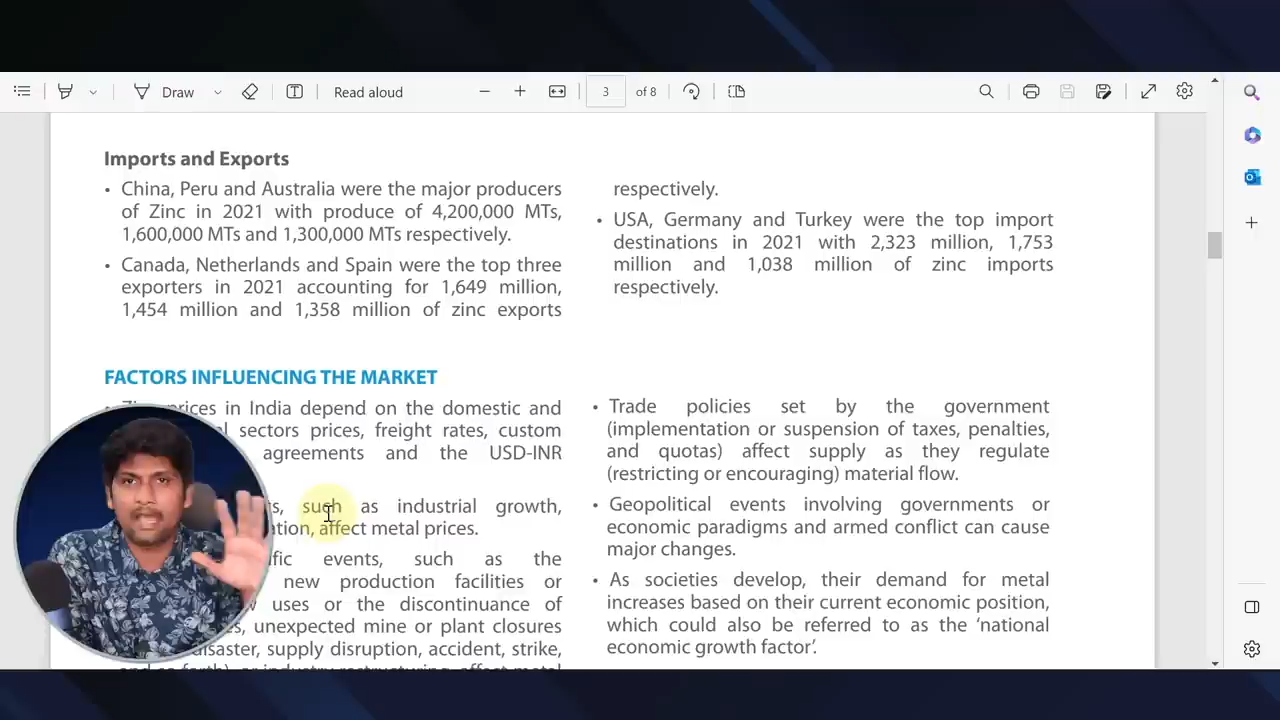 Draw
Read aloud
3
of 8
Imports and Exports
• China, Peru and Australia were the major producers
of Zinc in 2021 with produce of 4,200,000 MTs,
1,600,000 MTs and 1,300,000 MTs respectively.
• Canada, Netherlands and Spain were the top three
exporters in 2021 accounting for 1,649 million,
1,454 million and 1,358 million of zinc exports
respectively.
• USA, Germany and Turkey were the top import
destinations in 2021 with 2,323 million, 1,753
million and 1,038 million of zinc imports
respectively.
FACTORS INFLUENCING THE MARKET
prices in India depend on the domestic and
sectors prices, freight rates, custom
agreements and the USD-INR
such as industrial growth,
affect metal prices.
events, such as the
new production facilities or
uses or the discontinuance of
unexpected mine or plant closures
disaster, supply disruption, accident, strike,
or industry restructuring, affect metal
• Trade policies set by the government
(implementation or suspension of taxes, penalties,
and quotas) affect supply as they regulate
(restricting or encouraging) material flow.
• Geopolitical events involving governments or
economic paradigms and armed conflict can cause
major changes.
• As societies develop, their demand for metal
increases based on their current economic position,
which could also be referred to as the ‘national
economic growth factor’.